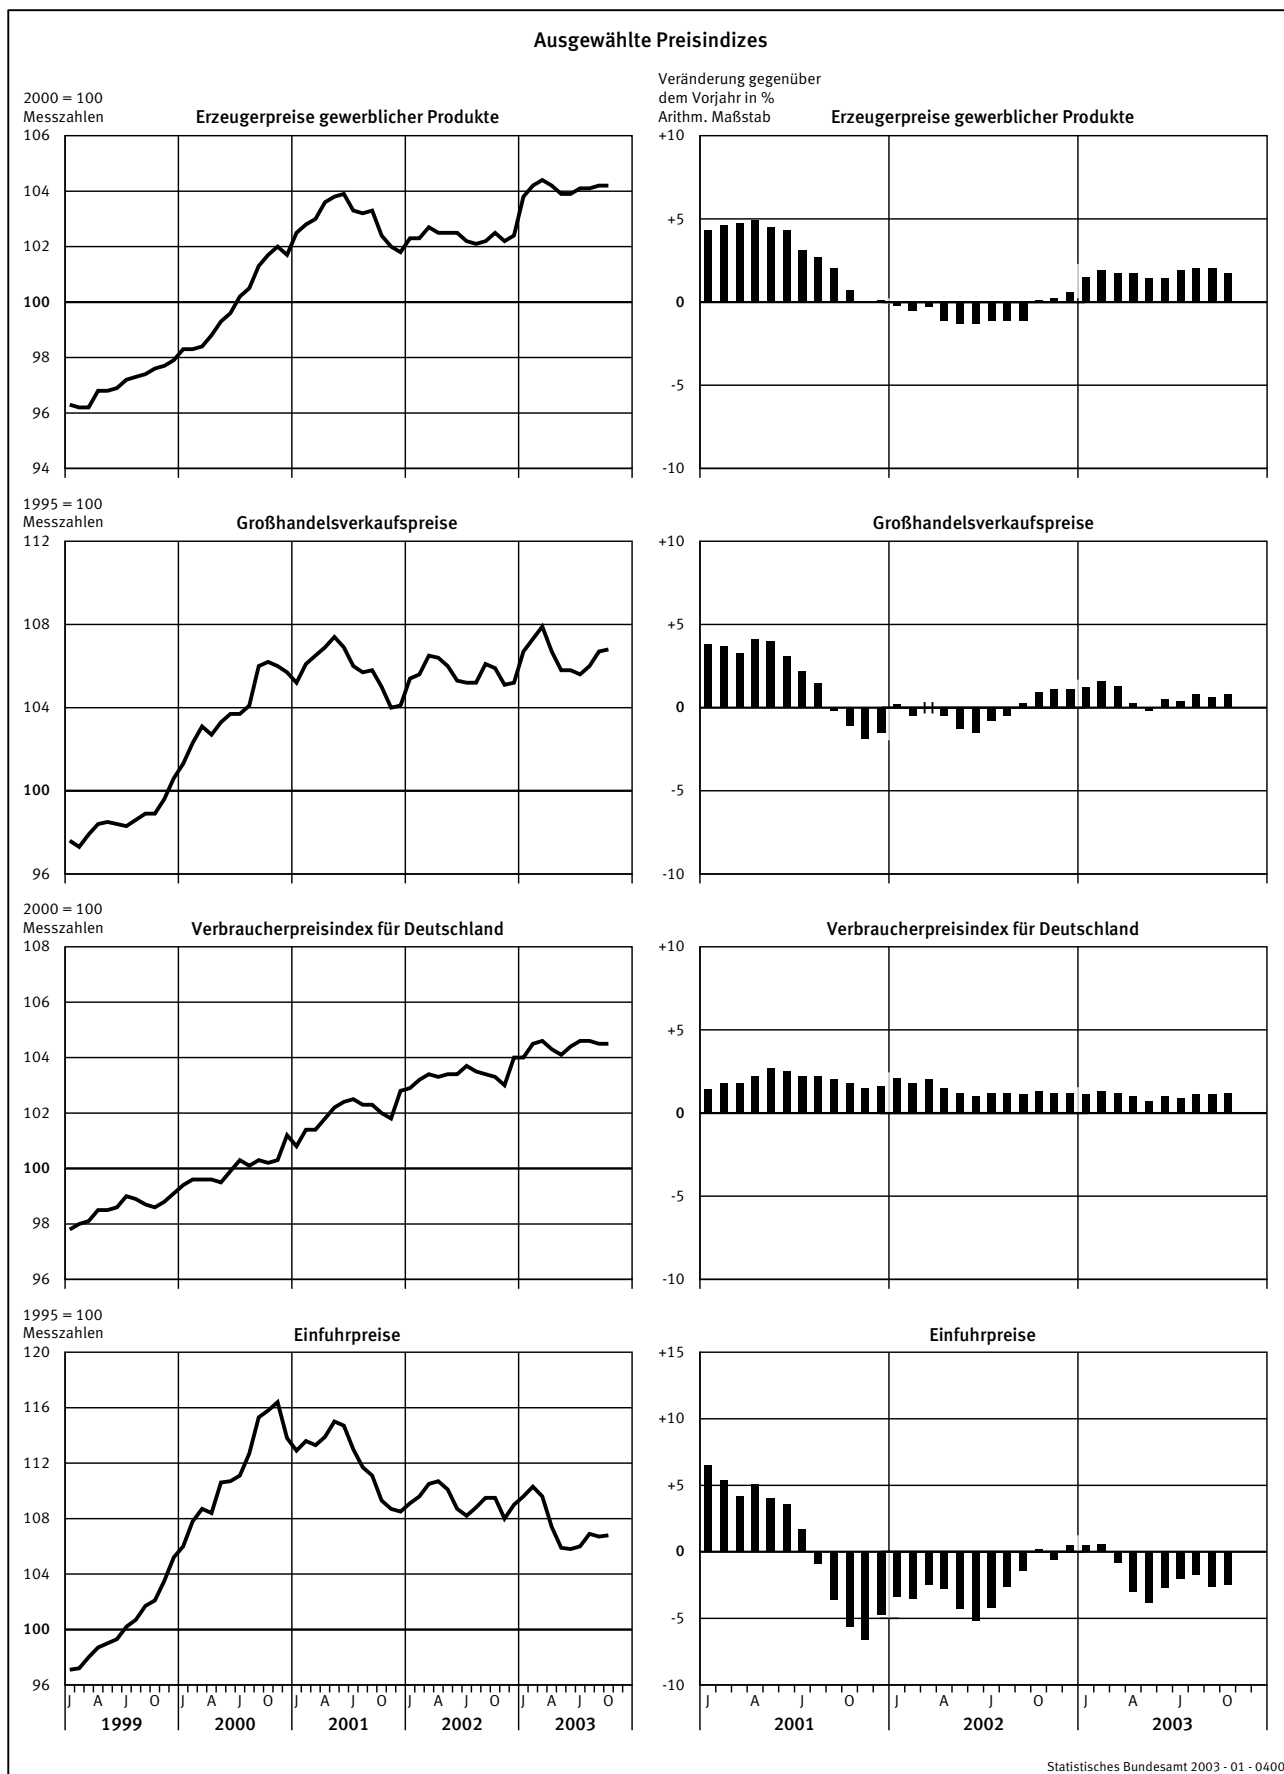 Ausgewählte Preisindizes
2000 = 100
Messzahlen
Erzeugerpreise gewerblicher Produkte
106
104
102
100
98
96
94
Veränderung gegenüber
dem Vorjahr in %
Arithm. Maßstab
Erzeugerpreise gewerblicher Produkte
+10
+5
0
-5
-10
1995 = 100
Messzahlen
Großhandelsverkaufspreise
112
108
104
100
96
Großhandelsverkaufspreise
+10
+5
0
-5
-10
2000 = 100
Messzahlen
Verbraucherpreisindex für Deutschland
108
106
104
102
100
98
96
Verbraucherpreisindex für Deutschland
+10
+5
0
-5
-10
1995 = 100
Messzahlen
Einfuhrpreise
120
116
112
108
104
100
96
J A J O J A J O J A J O J A J O J A J O
1999 2000 2001 2002 2003
Einfuhrpreise
+15
+10
+5
0
-5
-10
J A J O J A J O J A J O
2001 2002 2003
Statistisches Bundesamt 2003 - 01 - 0400